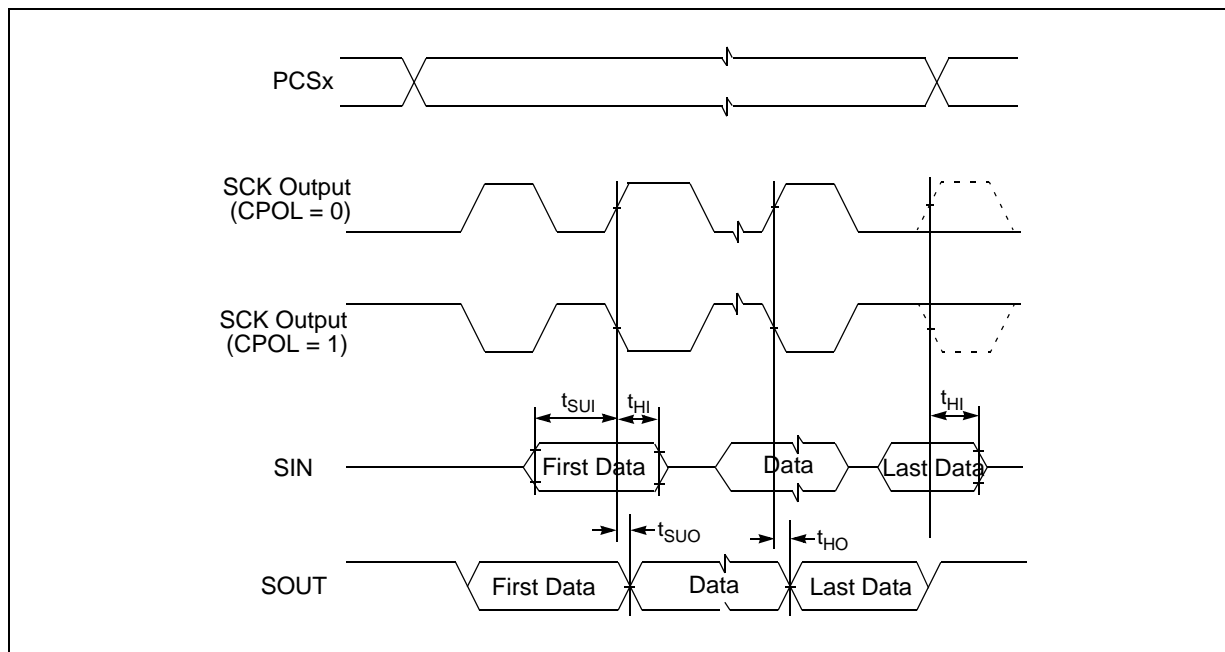 PCSx
SCK Output
(CPOL = 0)
SCK Output
(CPOL = 1)
tSUI
tHI
tHI
SIN
First Data
Data
Last Data
tSUO
tHO
SOUT
First Data
Data
Last Data